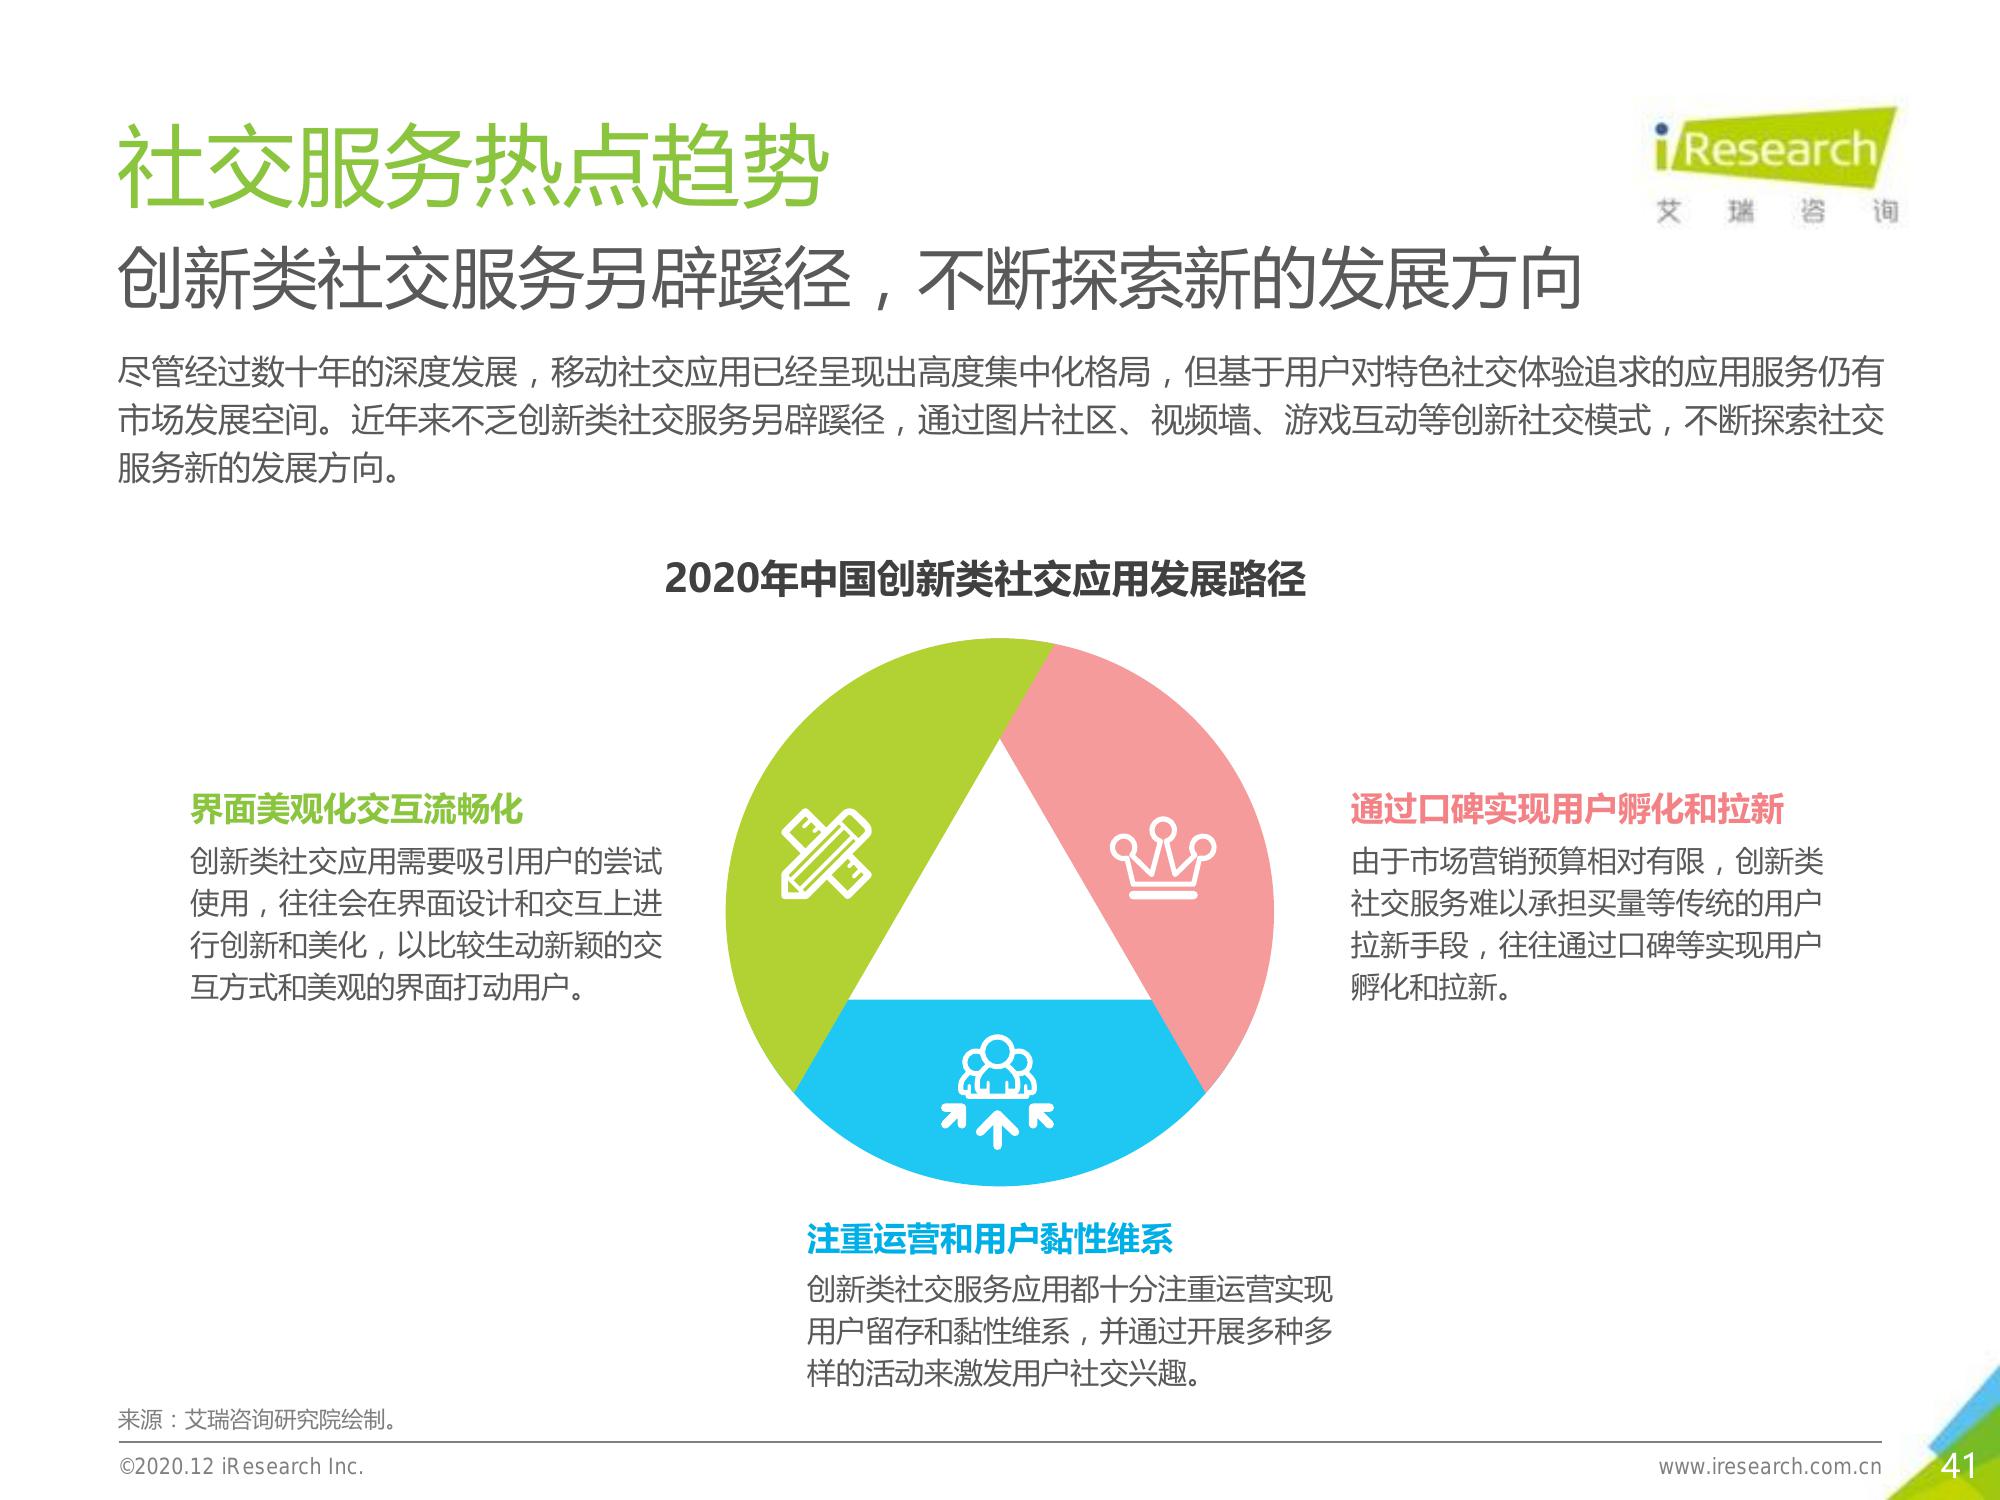 社交服务热点趋势
iResearch
艾瑞咨询
创新类社交服务另辟蹊径，不断探索新的发展方向
尽管经过数十年的深度发展，移动社交应用已经呈现出高度集中化格局，但基于用户对特色社交体验追求的应用服务仍有
市场发展空间。近年来不乏创新类社交服务另辟蹊径，通过图片社区、视频墙、游戏互动等创新社交模式，不断探索社交
服务新的发展方向。
2020年中国创新类社交应用发展路径
界面美观化交互流畅化
创新类社交应用需要吸引用户的尝试
使用，往往会在界面设计和交互上进
行创新和美化，以比较生动新颖的交
互方式和美观的界面打动用户。
通过口碑实现用户孵化和拉新
由于市场营销预算相对有限，创新类
社交服务难以承担买量等传统的用户
拉新手段，往往通过口碑等实现用户
孵化和拉新。
注重运营和用户黏性维系
创新类社交服务应用都十分注重运营实现
用户留存和黏性维系，并通过开展多种多
样的活动来激发用户社交兴趣。
来源：艾瑞咨询研究院绘制。
©2020.12 iResearch Inc.
www.iresearch.com.cn
41